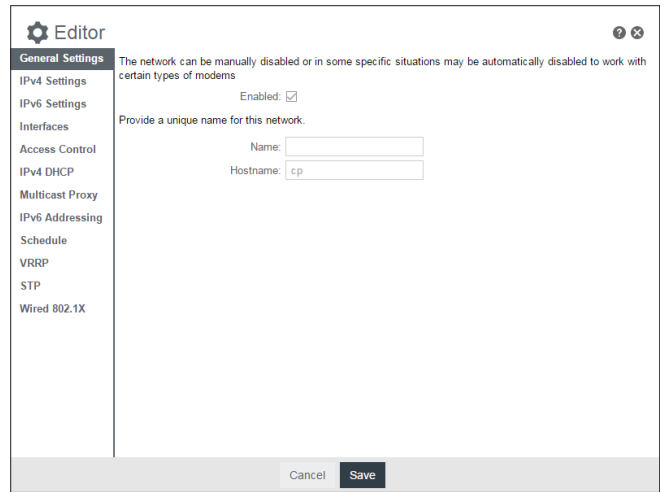 Editor
General Settings
IPv4 Settings
IPv6 Settings
Interfaces
Access Control
IPv4 DHCP
Multicast Proxy
IPv6 Addressing
Schedule
VRRP
STP
Wired 802.1X
The network can be manually disabled or in some specific situations may be automatically disabled to work with
certain types of modems
Enabled:
Provide a unique name for this network.
Name:
Hostname: cp
Cancel Save